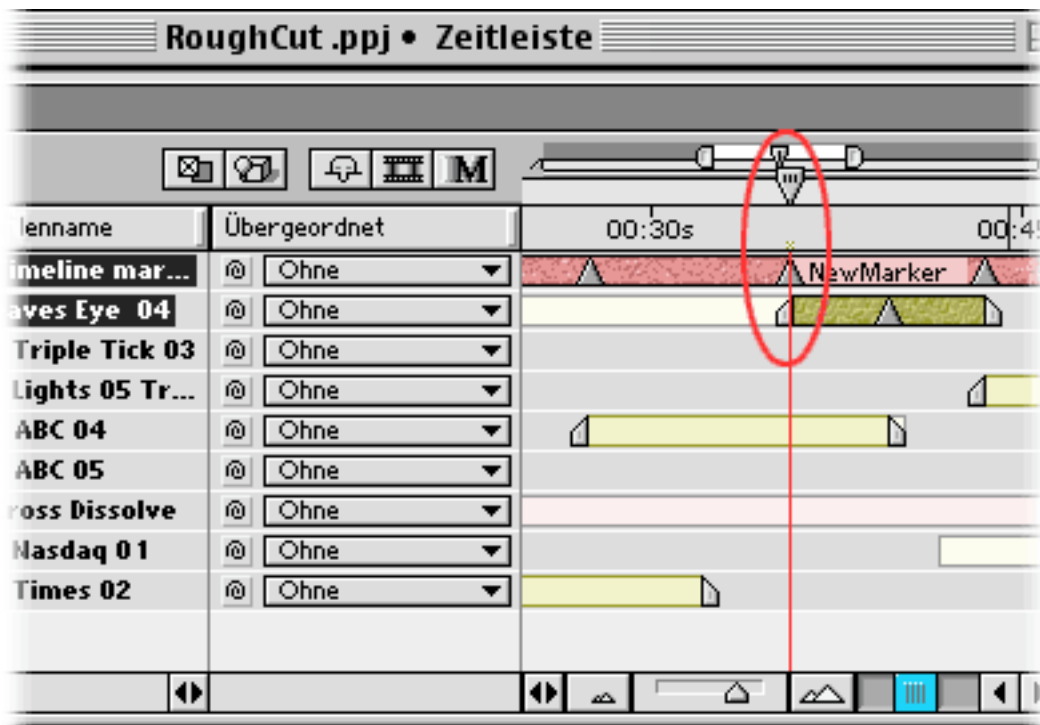 RoughCut .ppj • Zeitleiste
M
lenname Übergeordnet 00:30s 00:4
imeline mar... Ohne NewMarker
aves Eye 04 Ohne
Triple Tick 03 Ohne
Lights 05 Tr... Ohne
ABC 04 Ohne
ABC 05 Ohne
ross Dissolve Ohne
Nasdaq 01 Ohne
Times 02 Ohne